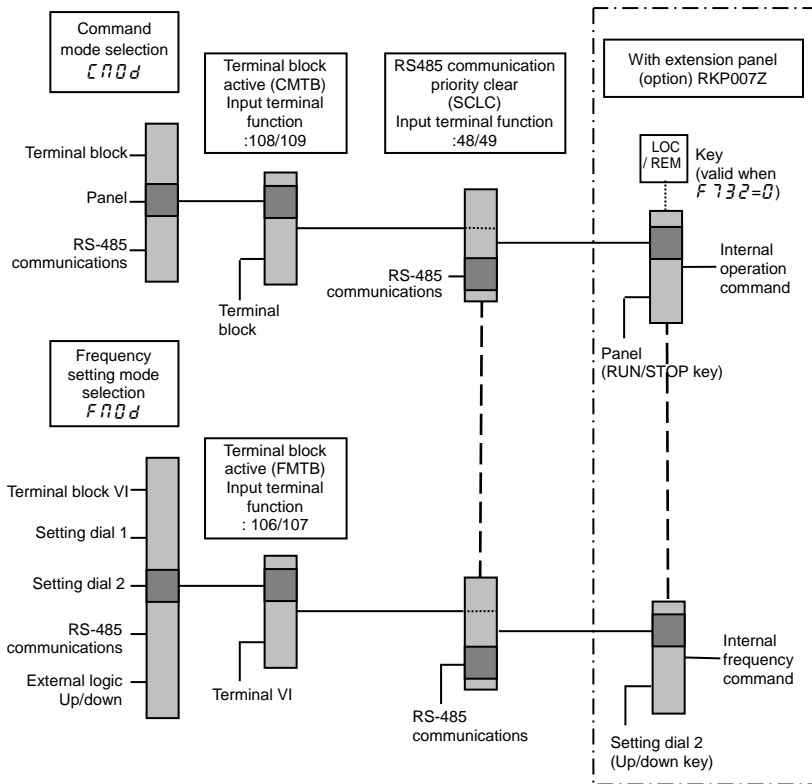 Command
mode selection
CMOd
Terminal block
active (CMTB)
Input terminal
function
:108/109
RS485 communication
priority clear
(SCLC)
Input terminal function
:48/49
With extension panel
(option) RKP007Z
LOC
/ REM
Key
(valid when
F732=0)
Terminal block
Panel
RS-485
communications
Terminal
block
RS-485
communications
Internal
operation
command
Panel
(RUN/STOP key)
Frequency
setting mode
selection
FMOd
Terminal block
active (FMTB)
Input terminal
function
: 106/107
Terminal block VI
Setting dial 1
Setting dial 2
RS-485
communications
External logic
Up/down
Terminal VI
RS-485
communications
Internal
frequency
command
Setting dial 2
(Up/down key)